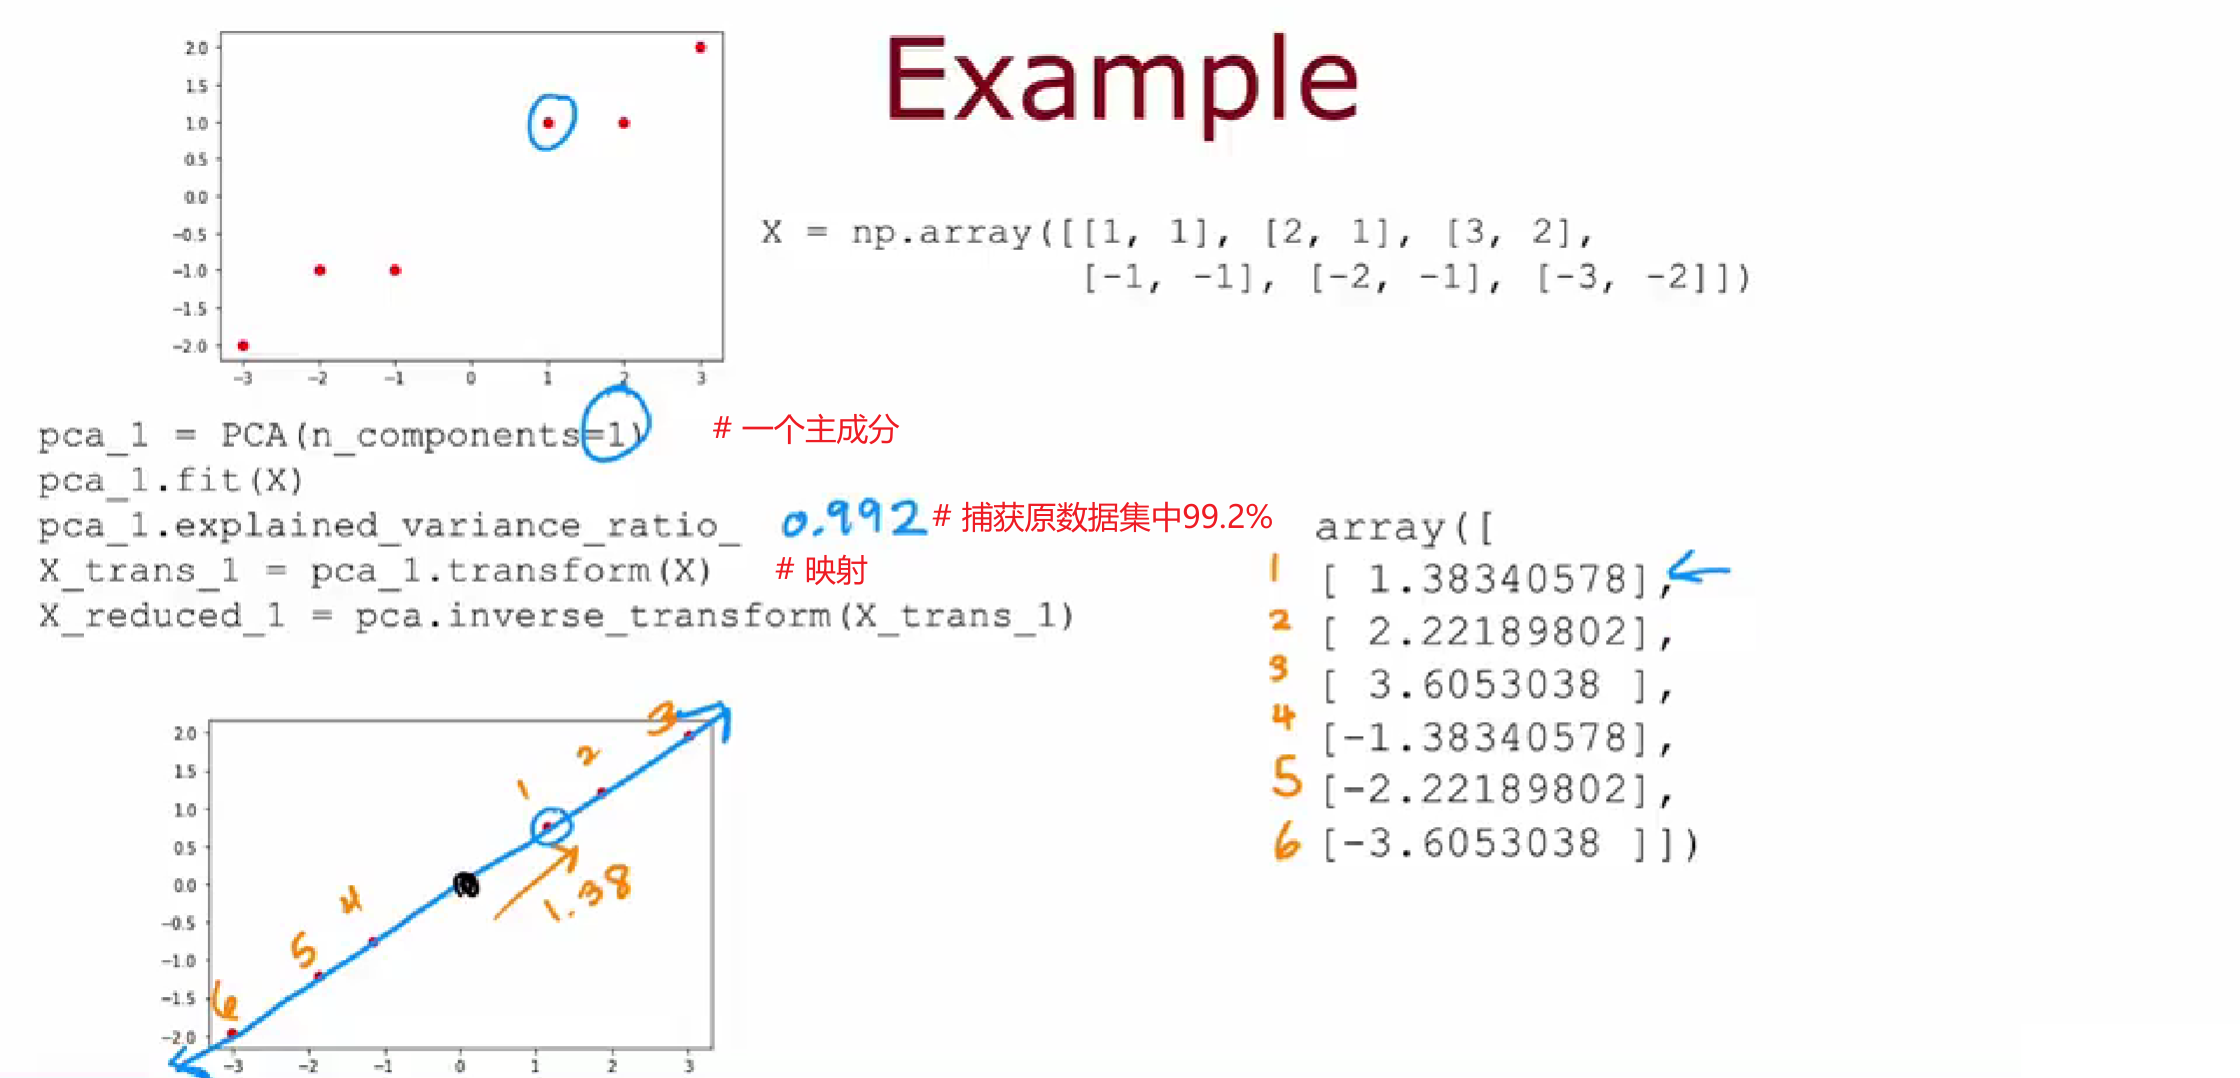 Example
2.0
1.5
1.0
0.5
0.0
−0.5
−1.0
−1.5
−2.0
−3 −2 −1 0 1 2 3
X = np.array([[1, 1], [2, 1], [3, 2],
[-1, -1], [-2, -1], [-3, -2]])
pca_1 = PCA(n_components=1) # 一个主成分
pca_1.fit(X)
pca_1.explained_variance_ratio_ 0.992 # 捕获原数据集中99.2%
X_trans_1 = pca_1.transform(X) # 映射
X_reduced_1 = pca.inverse_transform(X_trans_1)
array([
1 [ 1.38340578],
2 [ 2.22189802],
3 [ 3.6053038 ],
4 [-1.38340578],
5 [-2.22189802],
6 [-3.6053038 ]])
2.0
1.5
1.0
0.5
0.0
−0.5
−1.0
−1.5
−2.0
−3 −2 −1 0 1 2 3
3
2
1
1.38
4
5
6